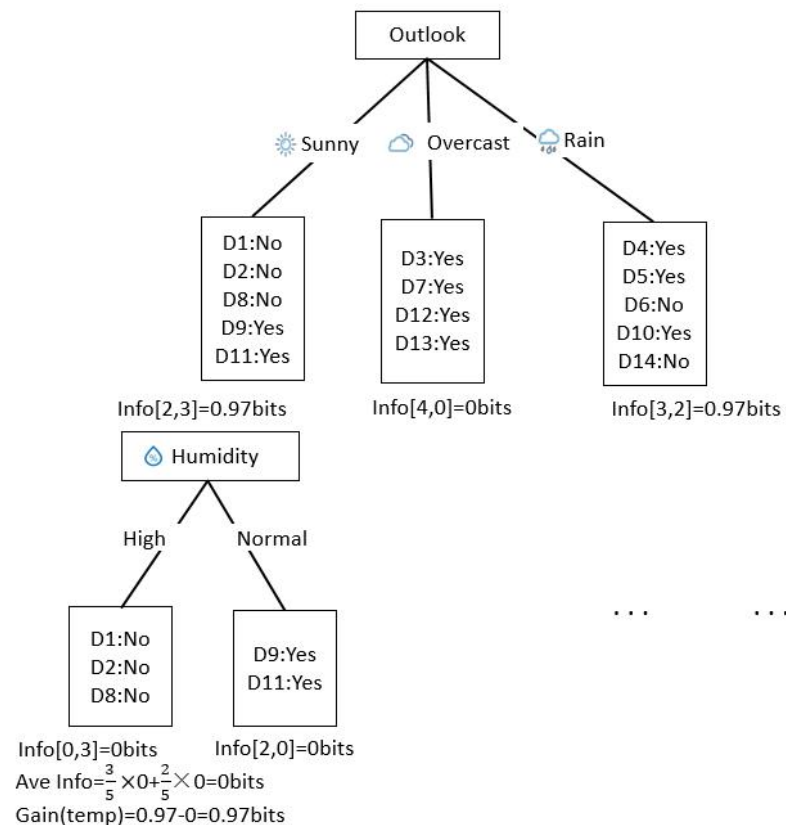 Outlook
Sunny
Overcast
Rain
D1:No
D2:No
D8:No
D9:Yes
D11:Yes
D3:Yes
D7:Yes
D12:Yes
D13:Yes
D4:Yes
D5:Yes
D6:No
D10:Yes
D14:No
Info[2,3]=0.97bits
Info[4,0]=0bits
Info[3,2]=0.97bits
% Humidity
High
Normal
D1:No
D2:No
D8:No
D9:Yes
D11:Yes
... ...
Info[0,3]=0bits
Info[2,0]=0bits
Ave Info=3/5×0+2/5×0=0bits
Gain(temp)=0.97-0=0.97bits